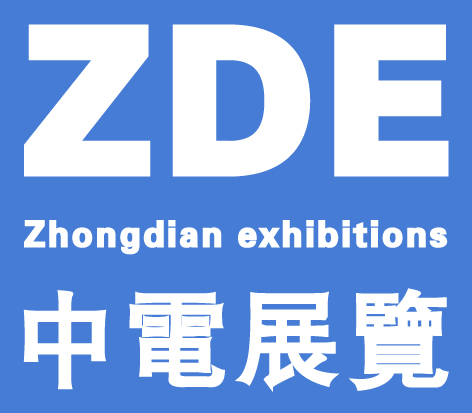 ZDE
Zhongdian exhibitions
中電展覽